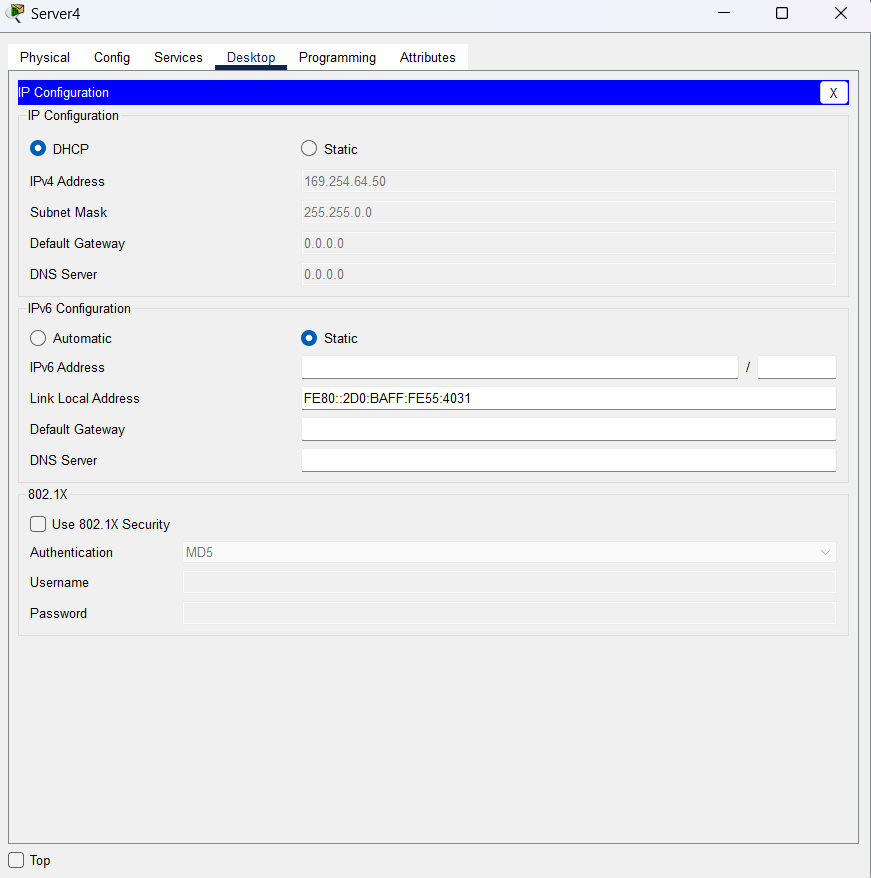 Server4
Physical Config Services Desktop Programming Attributes
IP Configuration X
IP Configuration
DHCP Static
IPv4 Address 169.254.64.50
Subnet Mask 255.255.0.0
Default Gateway 0.0.0.0
DNS Server 0.0.0.0
IPv6 Configuration
Automatic Static
IPv6 Address /
Link Local Address FE80::2D0:BAFF:FE55:4031
Default Gateway
DNS Server
802.1X
Use 802.1X Security
Authentication MD5
Username
Password
Top